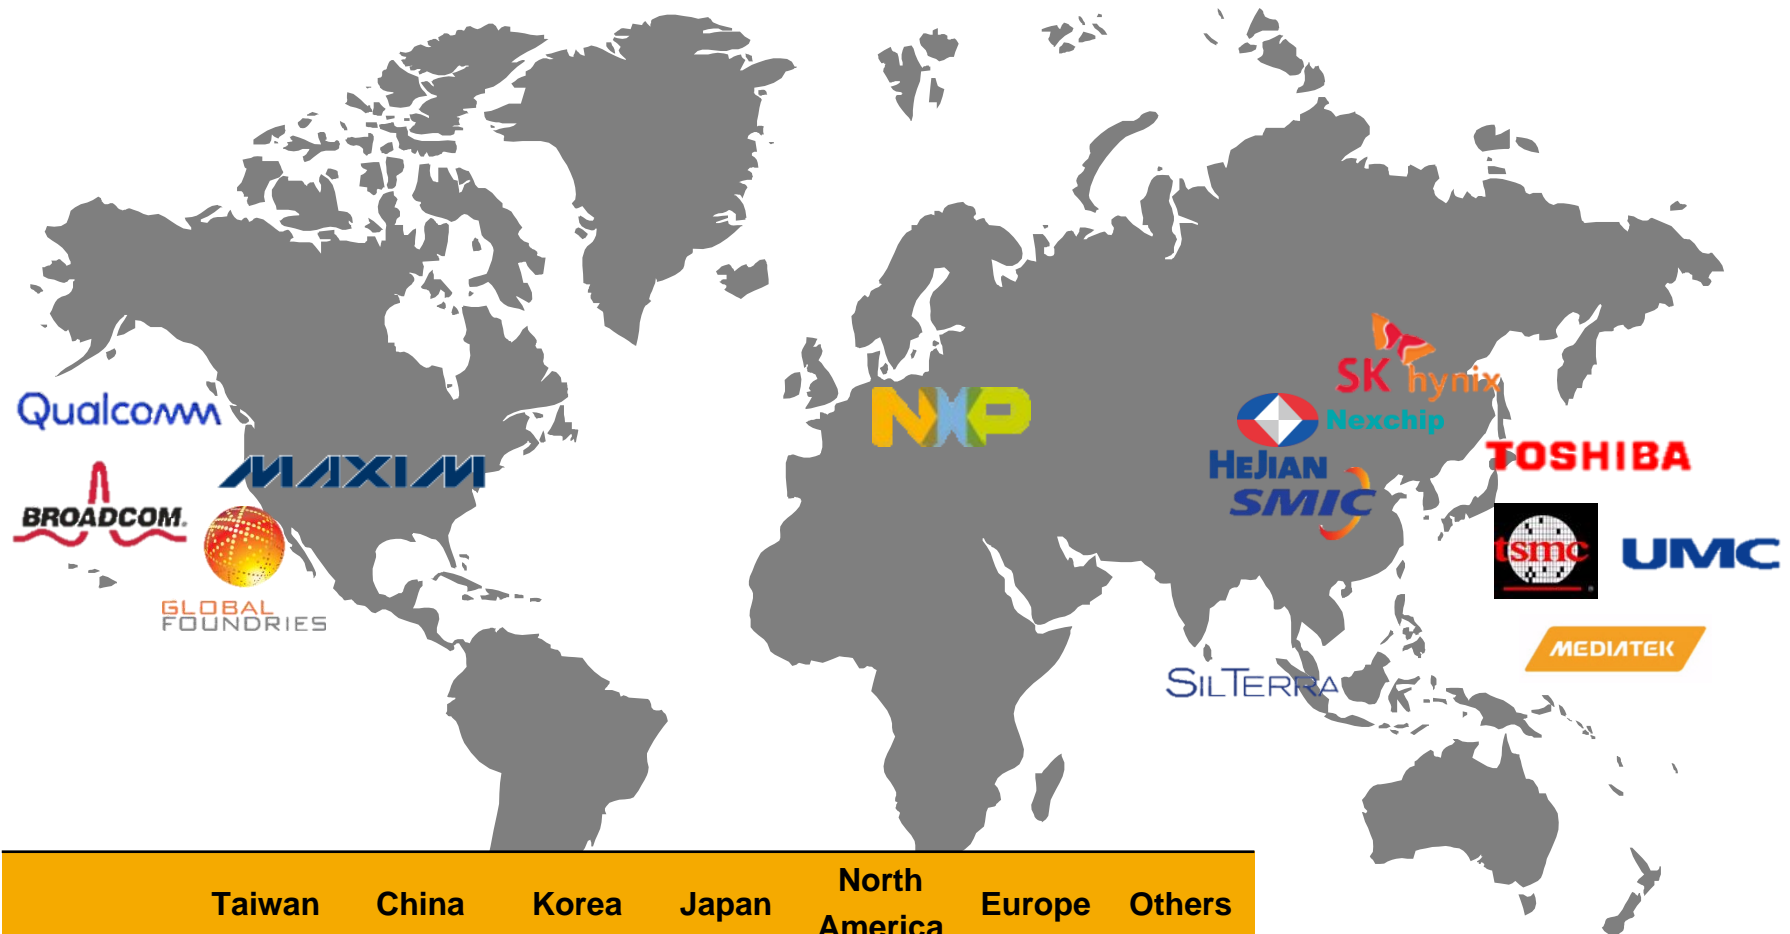 SK hynix
Qualcomm
Nexchip
NXP
MAXIM
HEJIAN
TOSHIBA
BROADCOM.
SMIC
tsmc
UMC
GLOBAL
FOUNDRIES
MEDIATEK
SILTERRA
Taiwan China Korea Japan North America Europe Others